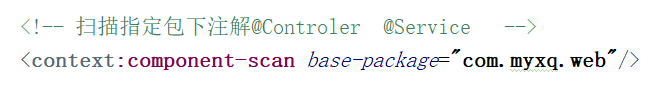 <!-- 扫描指定包下注解@Controler  @Service   -->
<context:component-scan base-package="com.myxq.web"/>